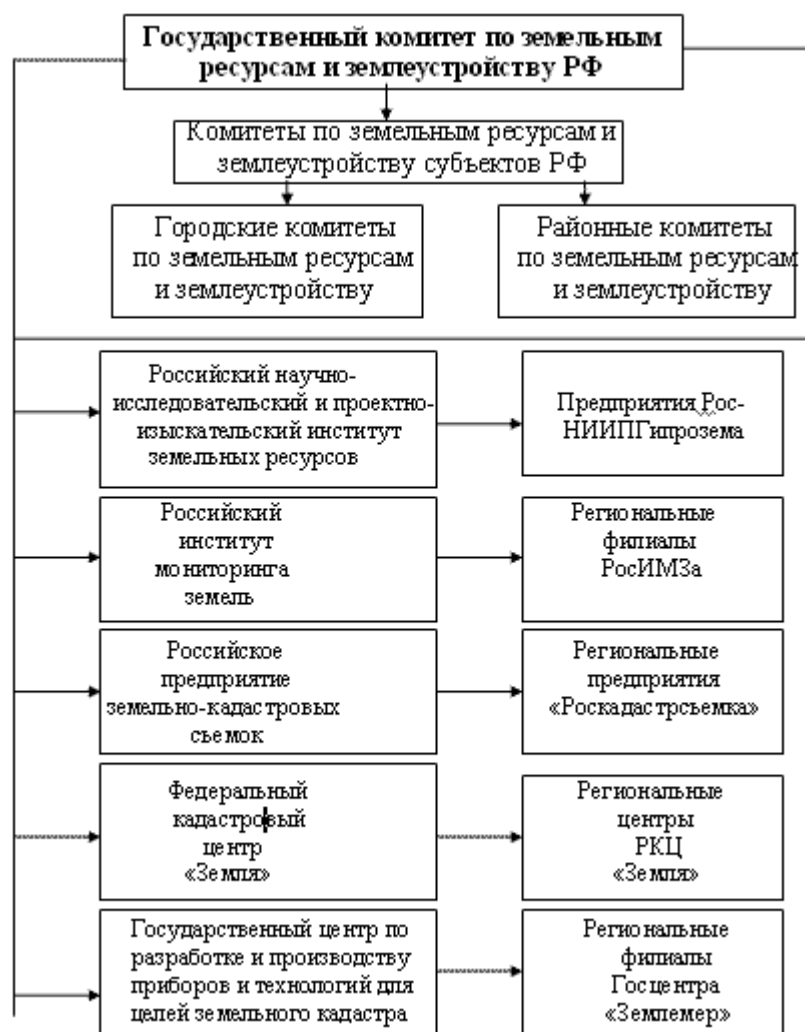 Государственный комитет по земельным
ресурсам и землеустройству РФ
Комитеты по земельным ресурсам и
землеустройству субъектов РФ
Городские комитеты
по земельным ресурсам
и землеустройству
Районные комитеты
по земельным ресурсам
и землеустройству
Российский научно-
исследовательский и проектно-
изыскательский институт
земельных ресурсов
Предприятия Рос-
НИИПГипрозема
Российский
институт
мониторинга
земель
Региональные
филиалы
РосИМЗа
Российское
предприятие
земельно-кадастровых
сьемок
Региональные
предприятия
«Роскадастрсьемка»
Федеральный
кадастровый
центр
«Земля»
Региональные
центры
РКЦ
«Земля»
Государственный центр по
разработке и производству
приборов и технологий для
целей земельного кадастра
Региональные
филиалы
Госцентра
«Землемер»